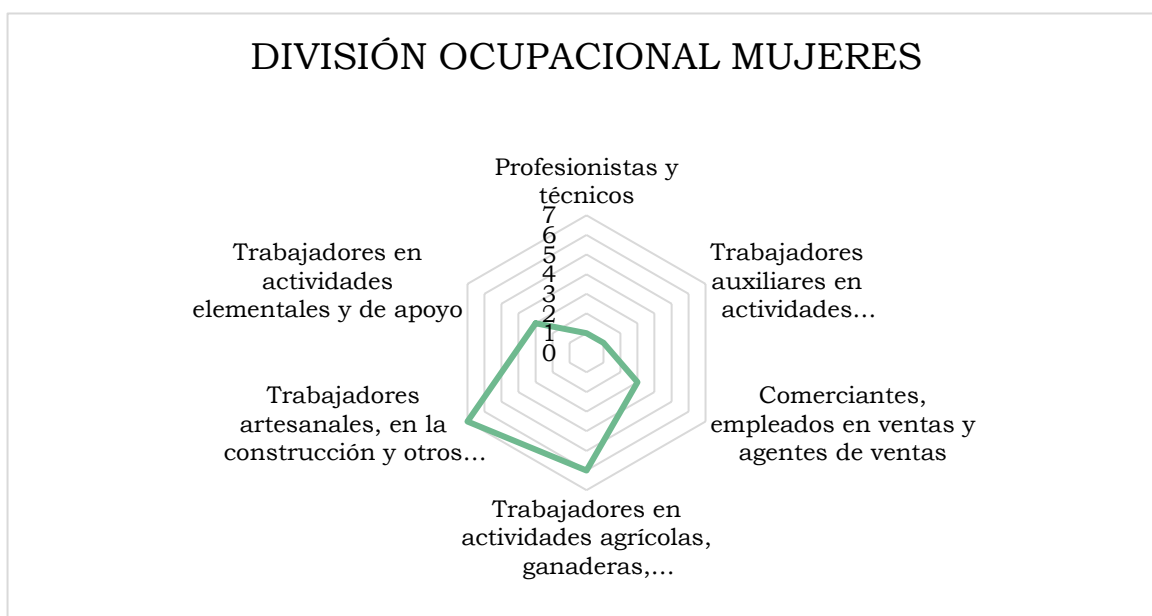 DIVISIÓN OCUPACIONAL MUJERES
Profesionistas y
técnicos
7
6
5
4
3
2
1
0
Trabajadores
auxiliares en
actividades…
Comerciantes,
empleados en ventas y
agentes de ventas
Trabajadores en
actividades agrícolas,
ganaderas,…
Trabajadores
artesanales, en la
construcción y otros…
Trabajadores en
actividades
elementales y de apoyo